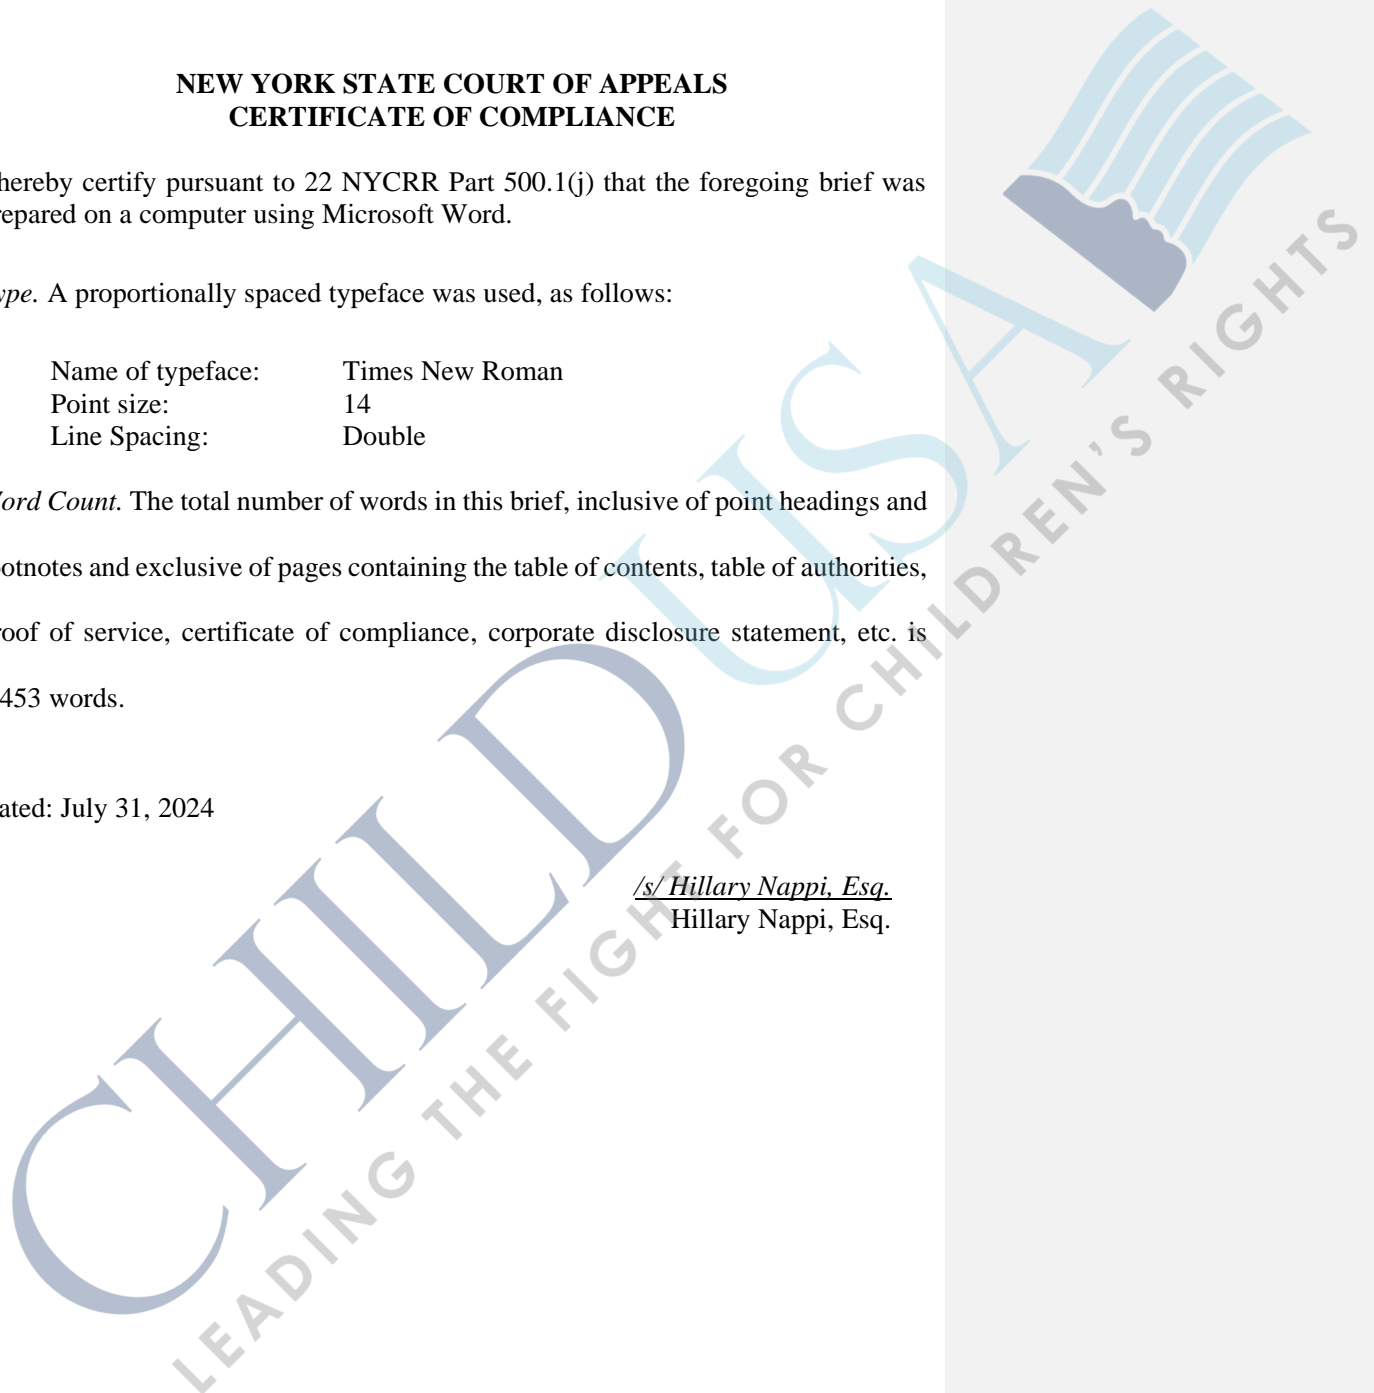 NEW YORK STATE COURT OF APPEALS
CERTIFICATE OF COMPLIANCE
hereby certify pursuant to 22 NYCRR Part 500.1(j) that the foregoing brief was
repared on a computer using Microsoft Word.
ype. A proportionally spaced typeface was used, as follows:
Name of typeface: Times New Roman
Point size: 14
Line Spacing: Double
ord Count. The total number of words in this brief, inclusive of point headings and
otnotes and exclusive of pages containing the table of contents, table of authorities,
roof of service, certificate of compliance, corporate disclosure statement, etc. is
453 words.
ated: July 31, 2024
/s/ Hillary Nappi, Esq.
Hillary Nappi, Esq.
CHILD USA
LEADING THE FIGHT FOR CHILDREN'S RIGHTS